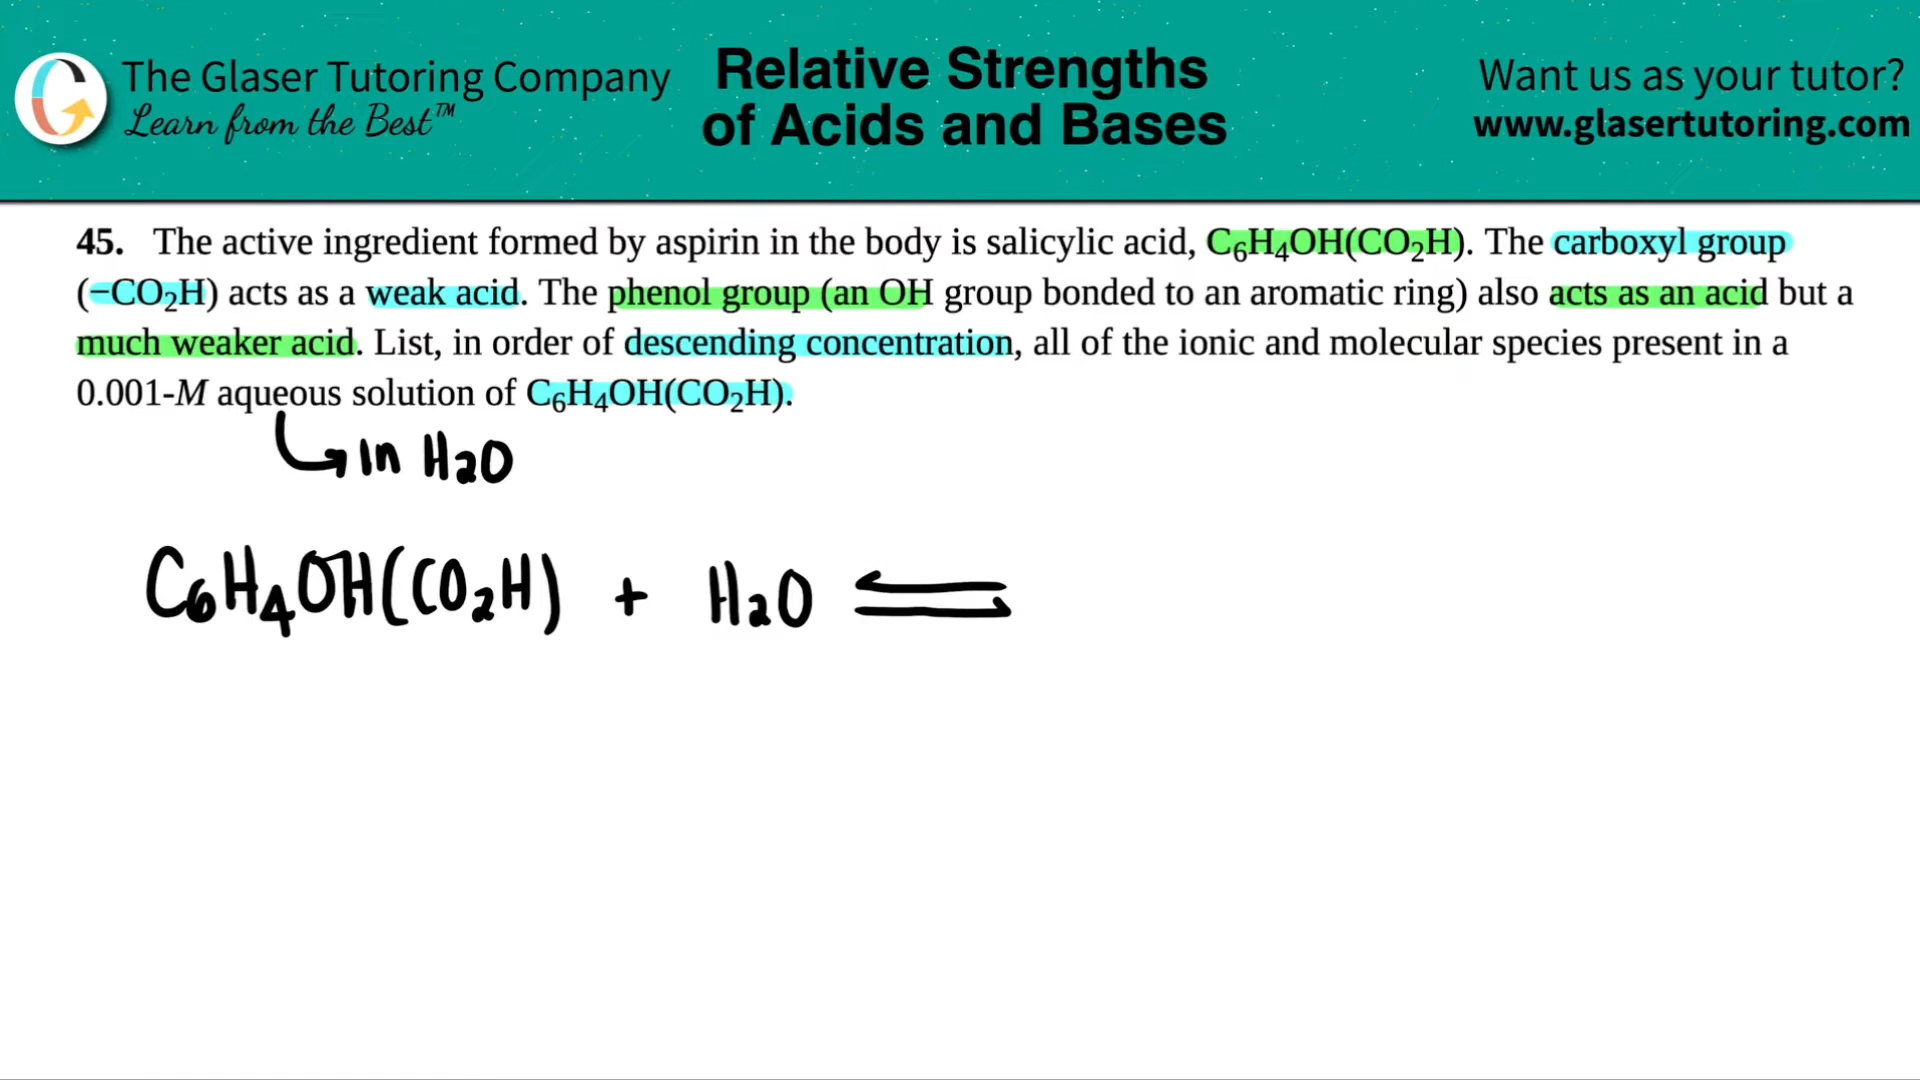 The Glaser Tutoring Company
Learn from the Best™
Relative Strengths
of Acids and Bases
Want us as your tutor?
www.glasertutoring.com
45. The active ingredient formed by aspirin in the body is salicylic acid, C₆H₄OH(CO₂H). The carboxyl group
(−CO₂H) acts as a weak acid. The phenol group (an OH group bonded to an aromatic ring) also acts as an acid but a
much weaker acid. List, in order of descending concentration, all of the ionic and molecular species present in a
0.001-M aqueous solution of C₆H₄OH(CO₂H).
↳ in H₂O
C₆H₄OH(CO₂H) + H₂O ⇌